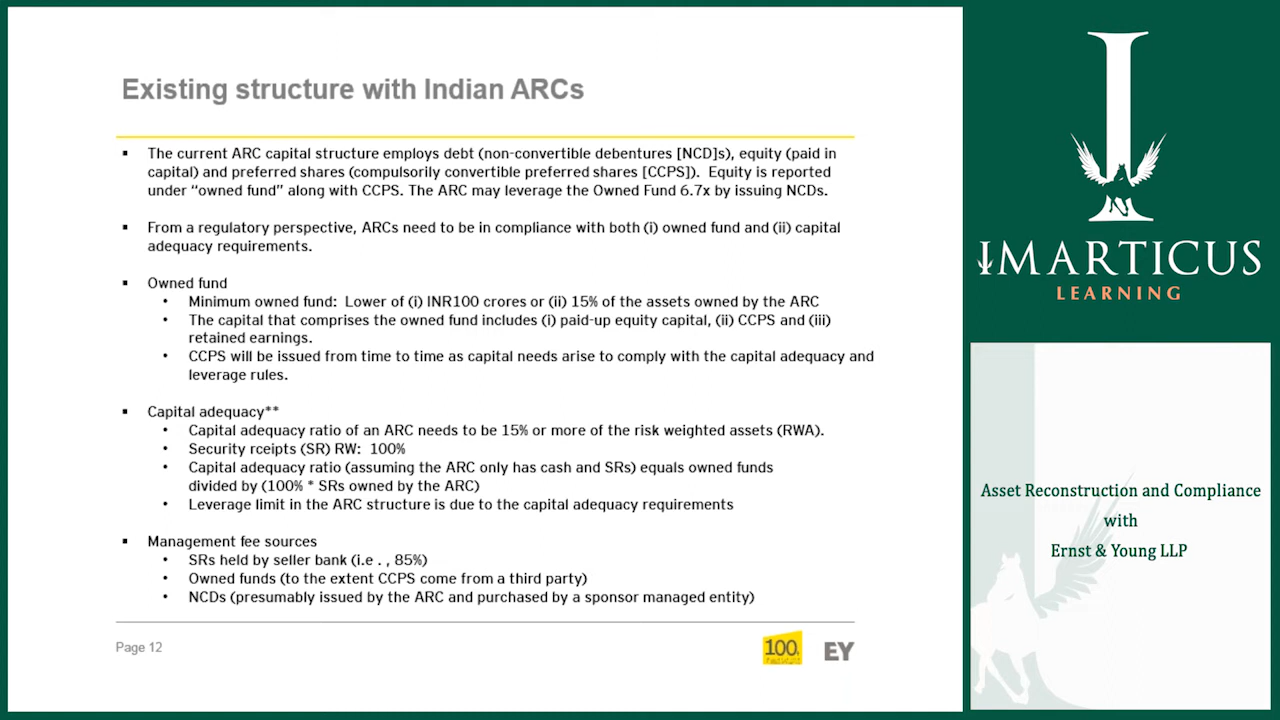 Existing structure with Indian ARCs
▪ The current ARC capital structure employs debt (non-convertible debentures [NCD]s), equity (paid in
capital) and preferred shares (compulsorily convertible preferred shares [CCPS]). Equity is reported
under “owned fund” along with CCPS. The ARC may leverage the Owned Fund 6.7x by issuing NCDs.
▪ From a regulatory perspective, ARCs need to be in compliance with both (i) owned fund and (ii) capital
adequacy requirements.
▪ Owned fund
• Minimum owned fund: Lower of (i) INR100 crores or (ii) 15% of the assets owned by the ARC
• The capital that comprises the owned fund includes (i) paid-up equity capital, (ii) CCPS and (iii)
retained earnings.
• CCPS will be issued from time to time as capital needs arise to comply with the capital adequacy and
leverage rules.
▪ Capital adequacy**
• Capital adequacy ratio of an ARC needs to be 15% or more of the risk weighted assets (RWA).
• Security rceipts (SR) RW: 100%
• Capital adequacy ratio (assuming the ARC only has cash and SRs) equals owned funds
divided by (100% * SRs owned by the ARC)
• Leverage limit in the ARC structure is due to the capital adequacy requirements
▪ Management fee sources
• SRs held by seller bank (i.e . , 85%)
• Owned funds (to the extent CCPS come from a third party)
• NCDs (presumably issued by the ARC and purchased by a sponsor managed entity)
Page 12
100
EY
IMARTICUS
LEARNING
Asset Reconstruction and Compliance
with
Ernst & Young LLP